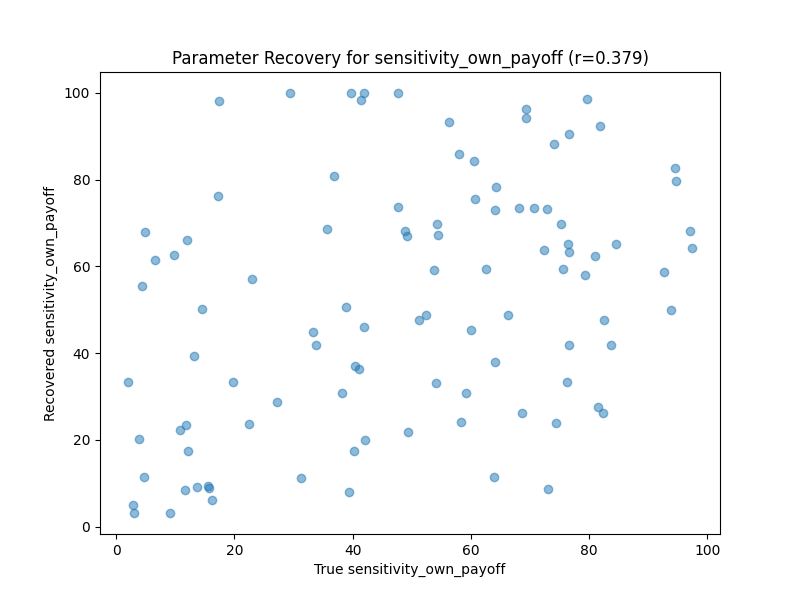 Parameter Recovery for sensitivity_own_payoff (r=0.379)
Recovered sensitivity_own_payoff
100
80
60
40
20
0
0 20 40 60 80 100
True sensitivity_own_payoff